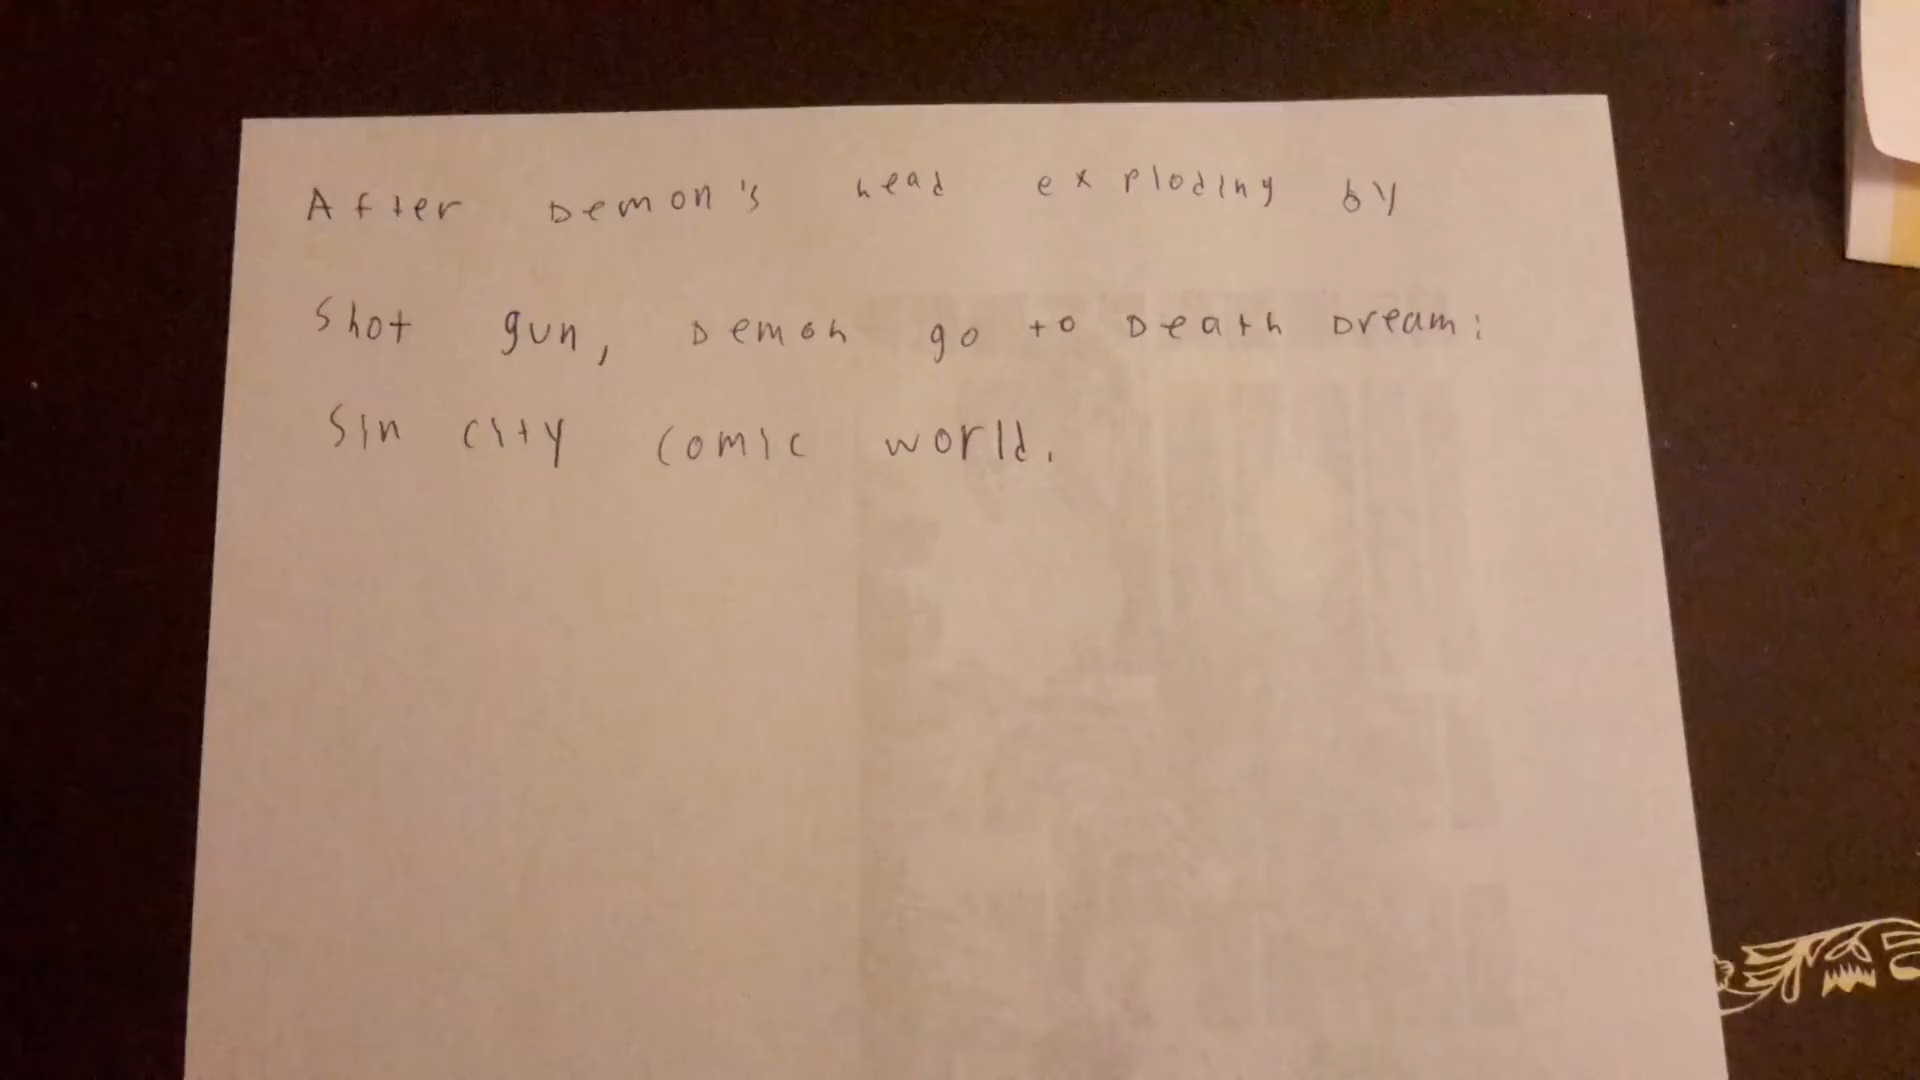 After Demon's head exploding by
Shot gun, Demon go to Death Dream:
Sin city comic world.